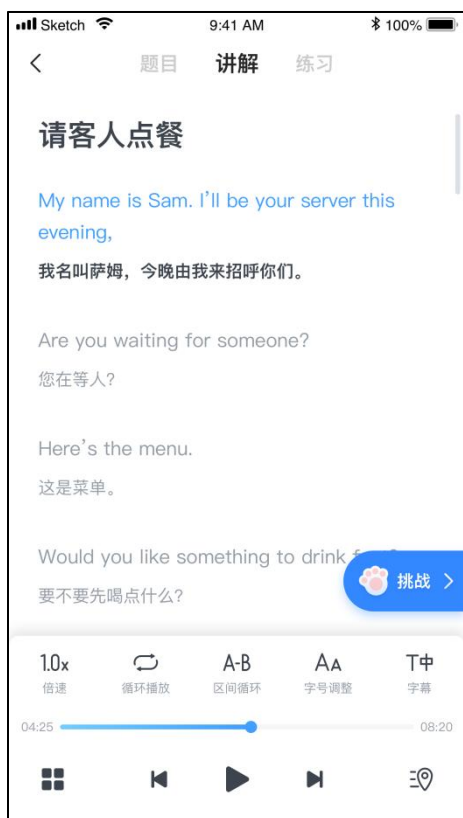 Sketch 9:41 AM 100%
题目 讲解 练习
请客人点餐
My name is Sam. I'll be your server this
evening,
我名叫萨姆，今晚由我来招呼你们。
Are you waiting for someone?
您在等人？
Here's the menu.
这是菜单。
Would you like something to drink
要不要先喝点什么？
挑战
1.0x A-B AA T中
倍速 循环播放 区间循环 字号调整 字幕
04:25 08:20